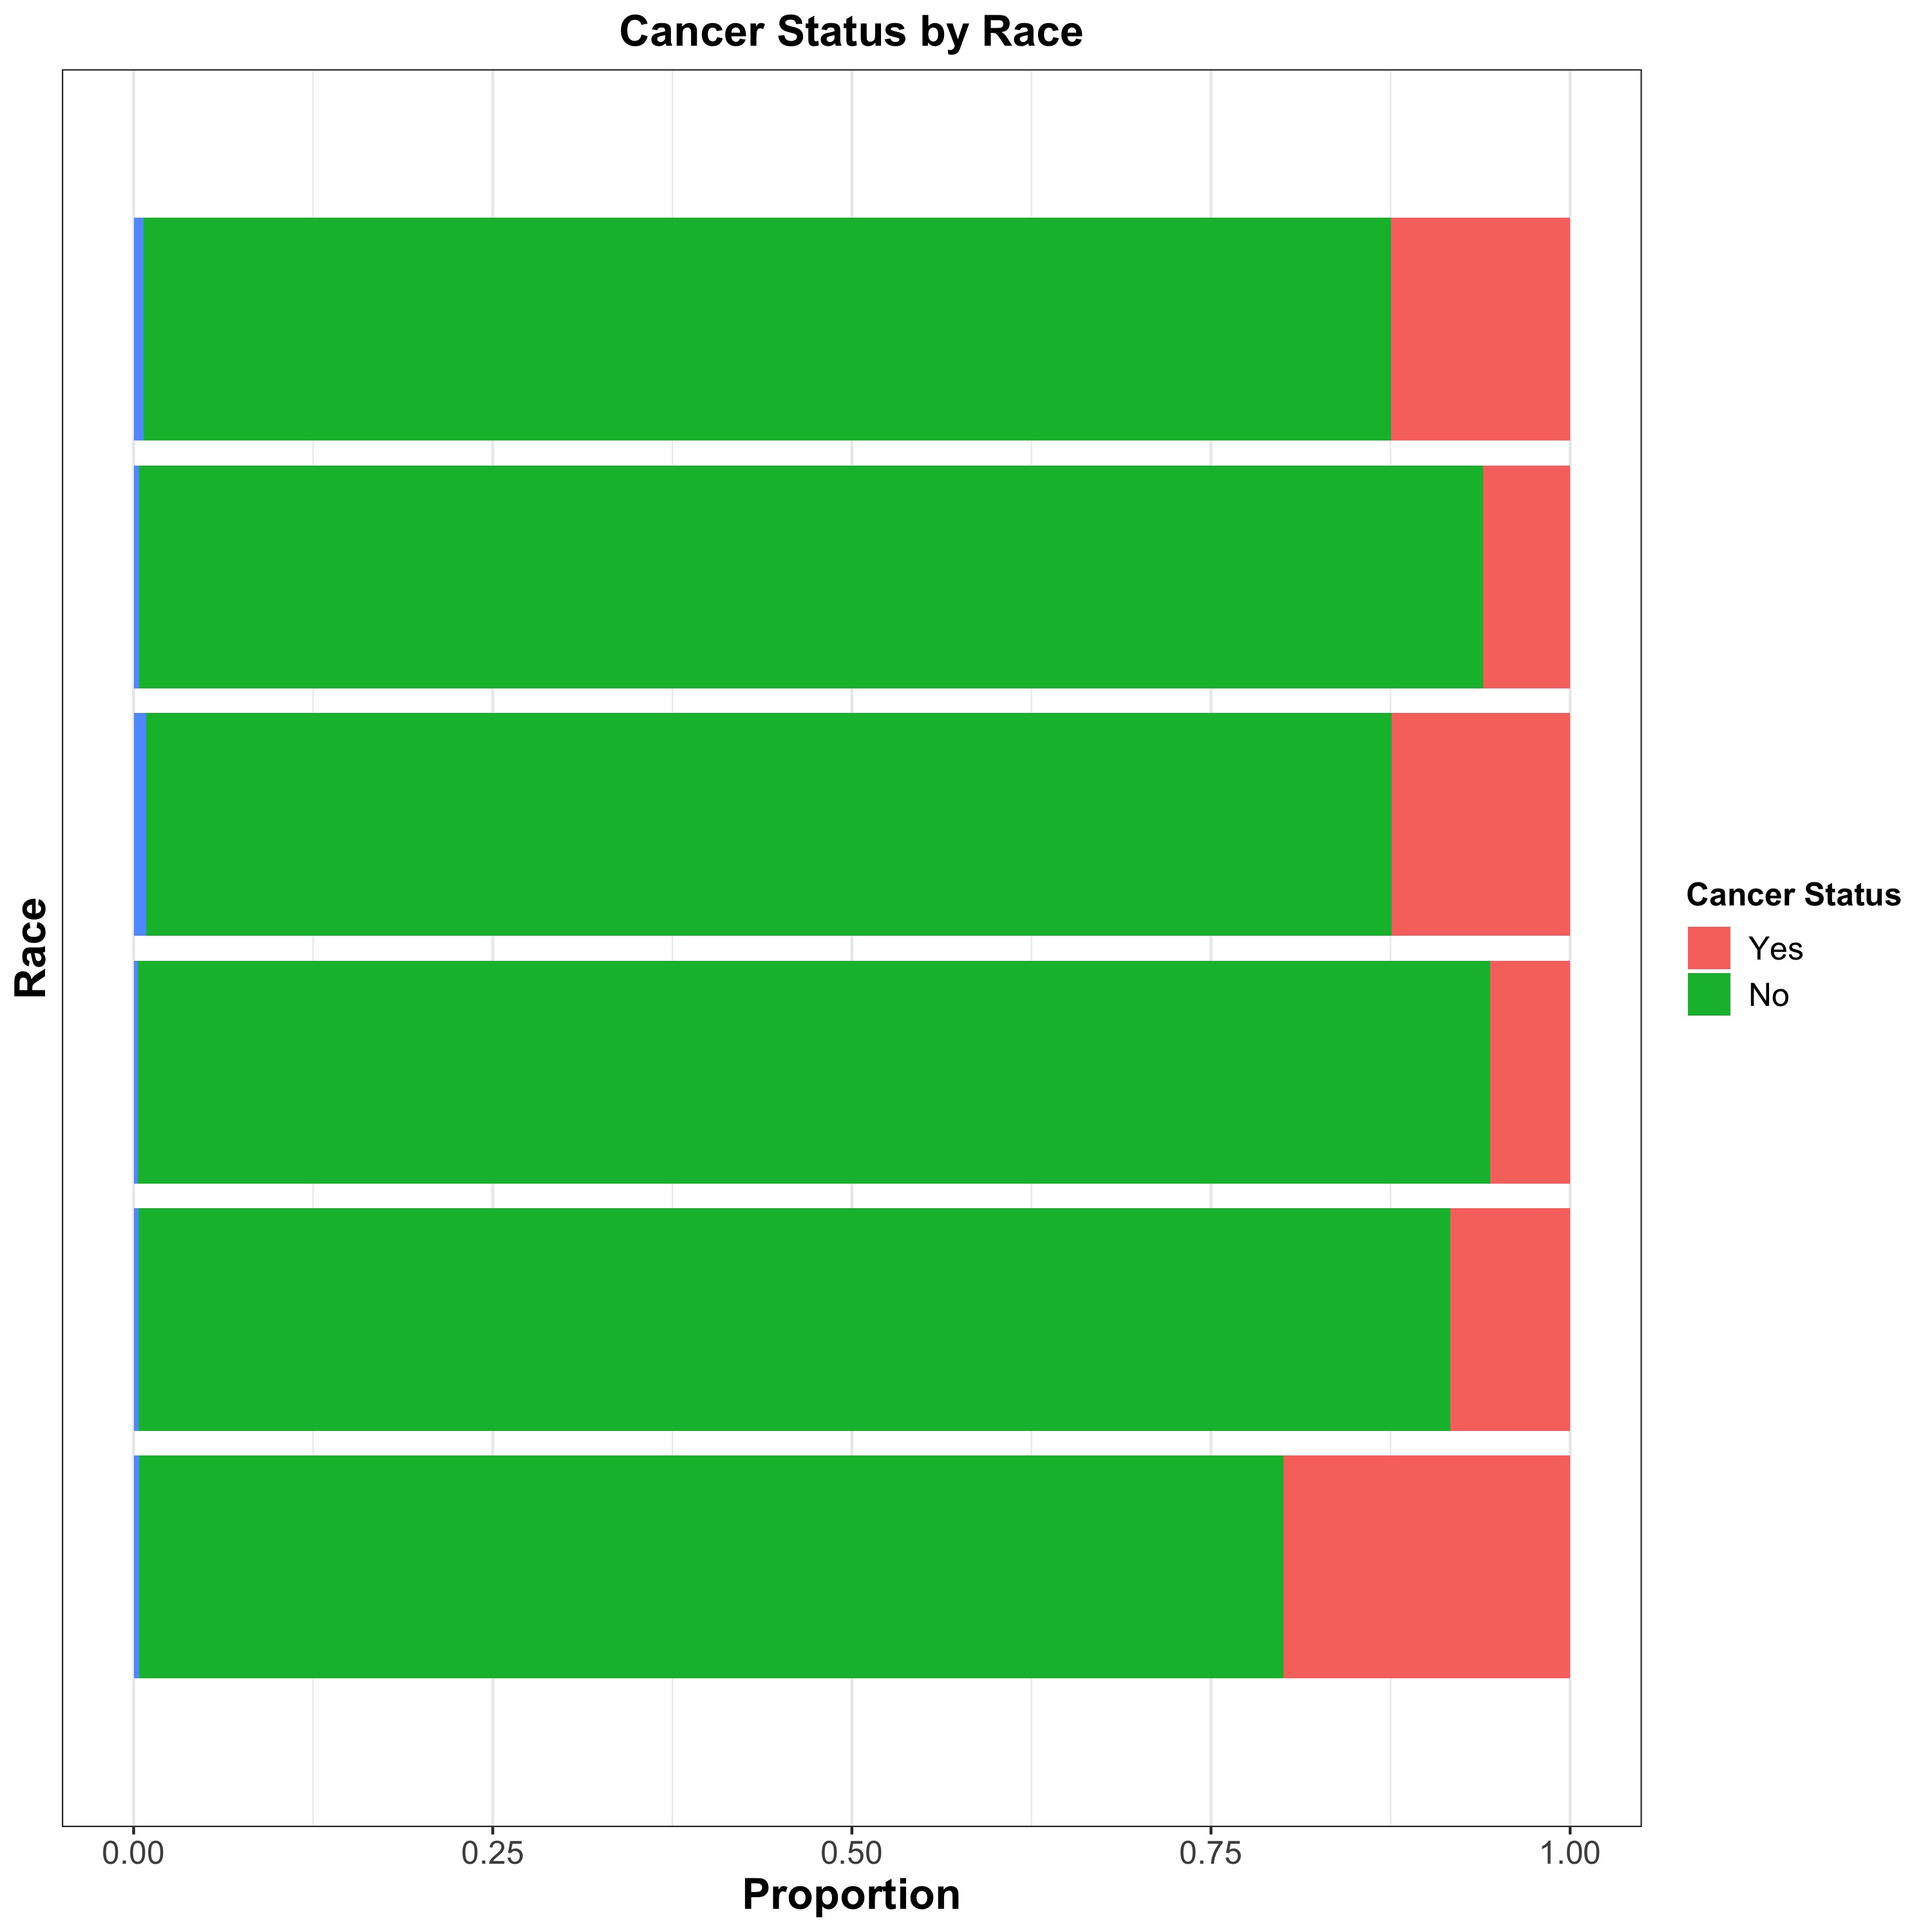 Cancer Status by Race
Race
Cancer Status
Yes
No
0.00 0.25 0.50 0.75 1.00
Proportion